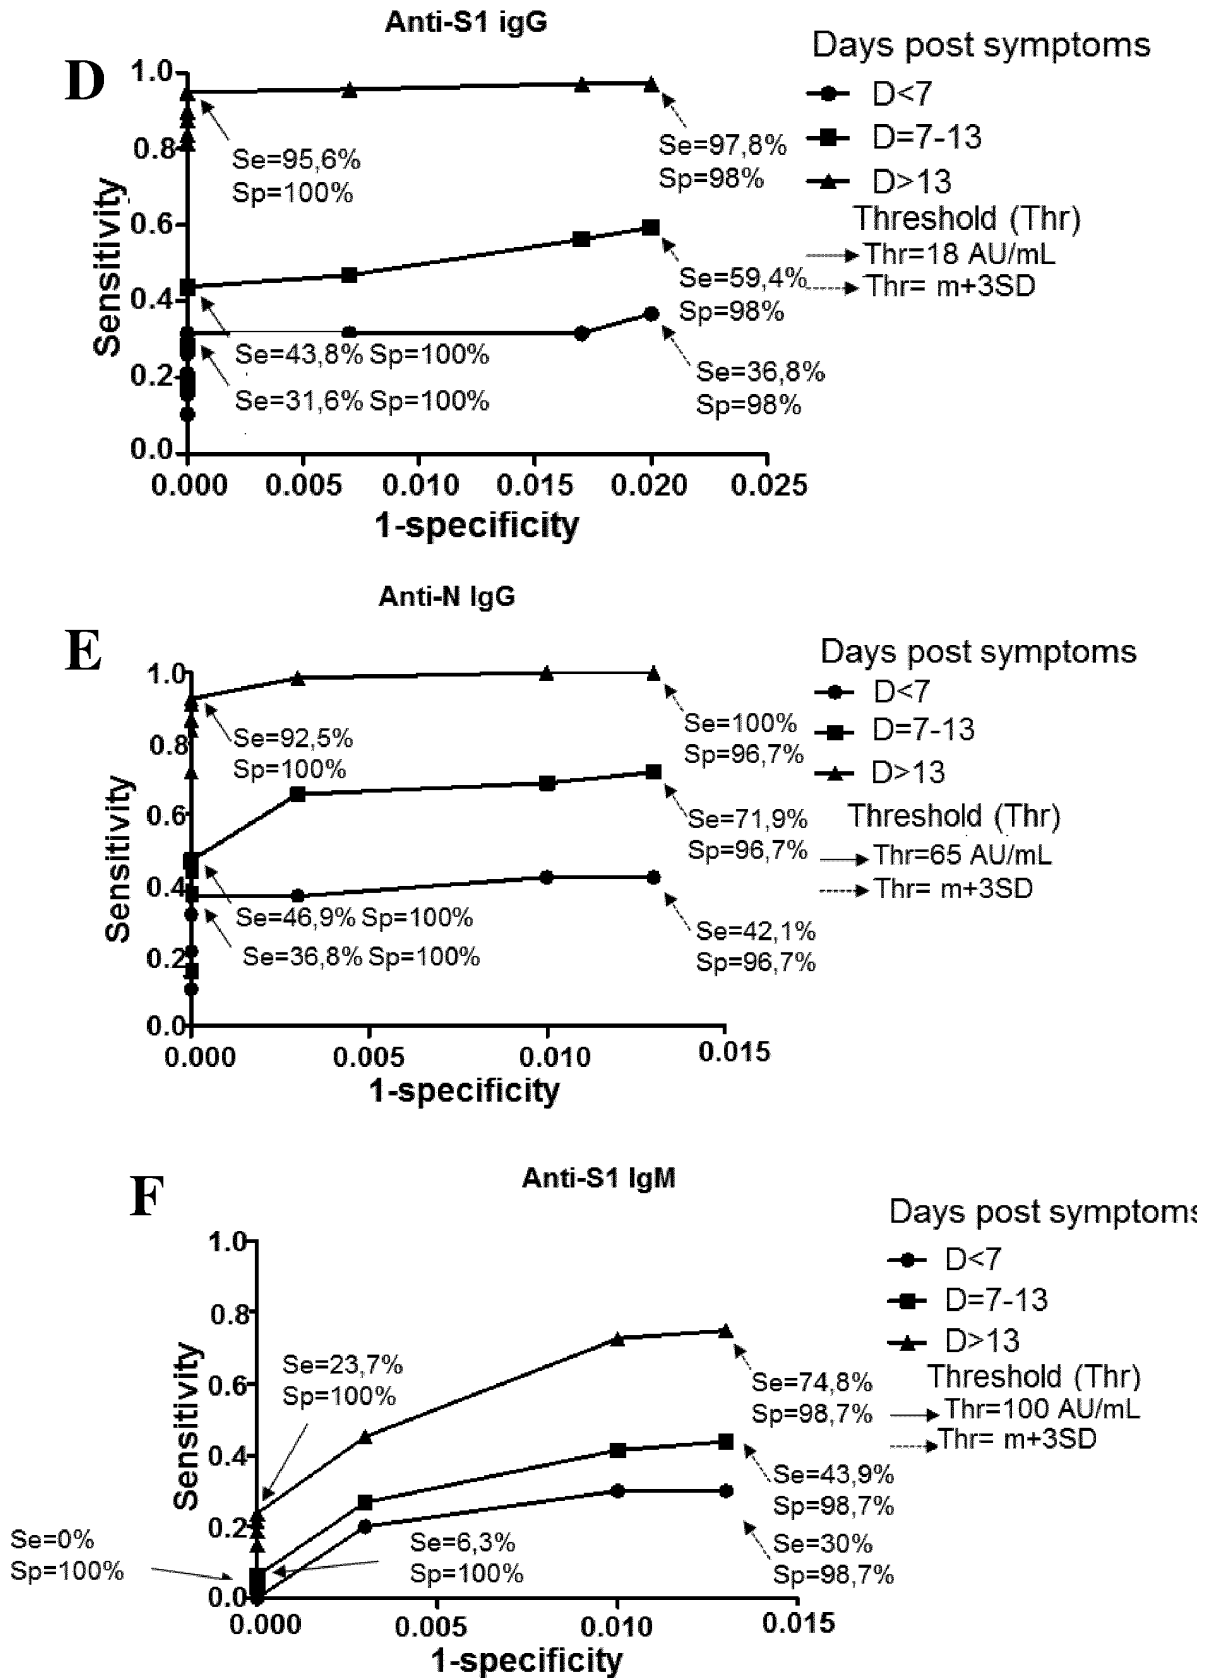 Anti-S1 igG
D
Days post symptoms
D<7
D=7-13
D>13
Threshold (Thr)
Thr=18 AU/mL
Thr= m+3SD
1.0
0.8
0.6
0.4
0.2
0.0
Sensitivity
Se=95,6%
Sp=100%
Se=97,8%
Sp=98%
Se=59,4%
Sp=98%
Se=43,8% Sp=100%
Se=31,6% Sp=100%
Se=36,8%
Sp=98%
0.000 0.005 0.010 0.015 0.020 0.025
1-specificity
Anti-N IgG
E
Days post symptoms
D<7
D=7-13
D>13
Threshold (Thr)
Thr=65 AU/mL
Thr= m+3SD
1.0
0.8
0.6
0.4
0.2
0.0
Sensitivity
Se=92,5%
Sp=100%
Se=100%
Sp=96,7%
Se=71,9%
Sp=96,7%
Se=46,9% Sp=100%
Se=36,8% Sp=100%
Se=42,1%
Sp=96,7%
0.000 0.005 0.010 0.015
1-specificity
Anti-S1 IgM
F
Days post symptoms
D<7
D=7-13
D>13
Threshold (Thr)
Thr=100 AU/mL
Thr= m+3SD
1.0
0.8
0.6
0.4
0.2
0.0
Sensitivity
Se=23,7%
Sp=100%
Se=74,8%
Sp=98,7%
Se=43,9%
Sp=98,7%
Se=0%
Sp=100%
Se=6,3%
Sp=100%
Se=30%
Sp=98,7%
0.000 0.005 0.010 0.015
1-specificity